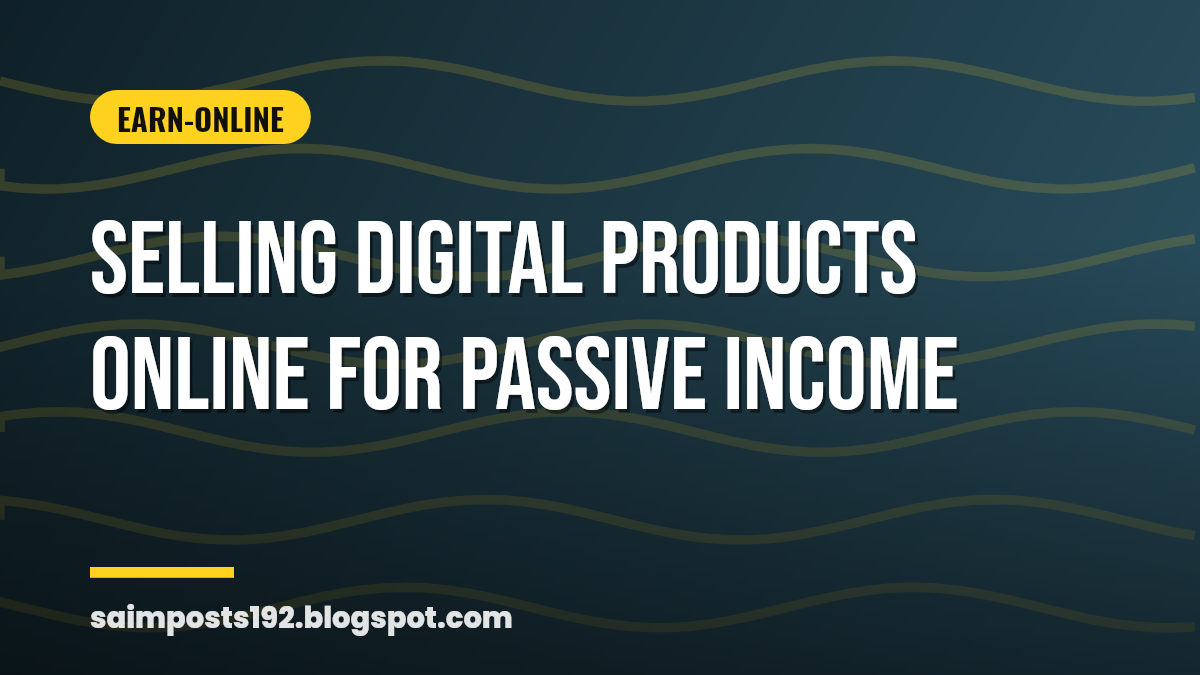 EARN-ONLINE
SELLING DIGITAL PRODUCTS
ONLINE FOR PASSIVE INCOME
saimposts192.blogspot.com